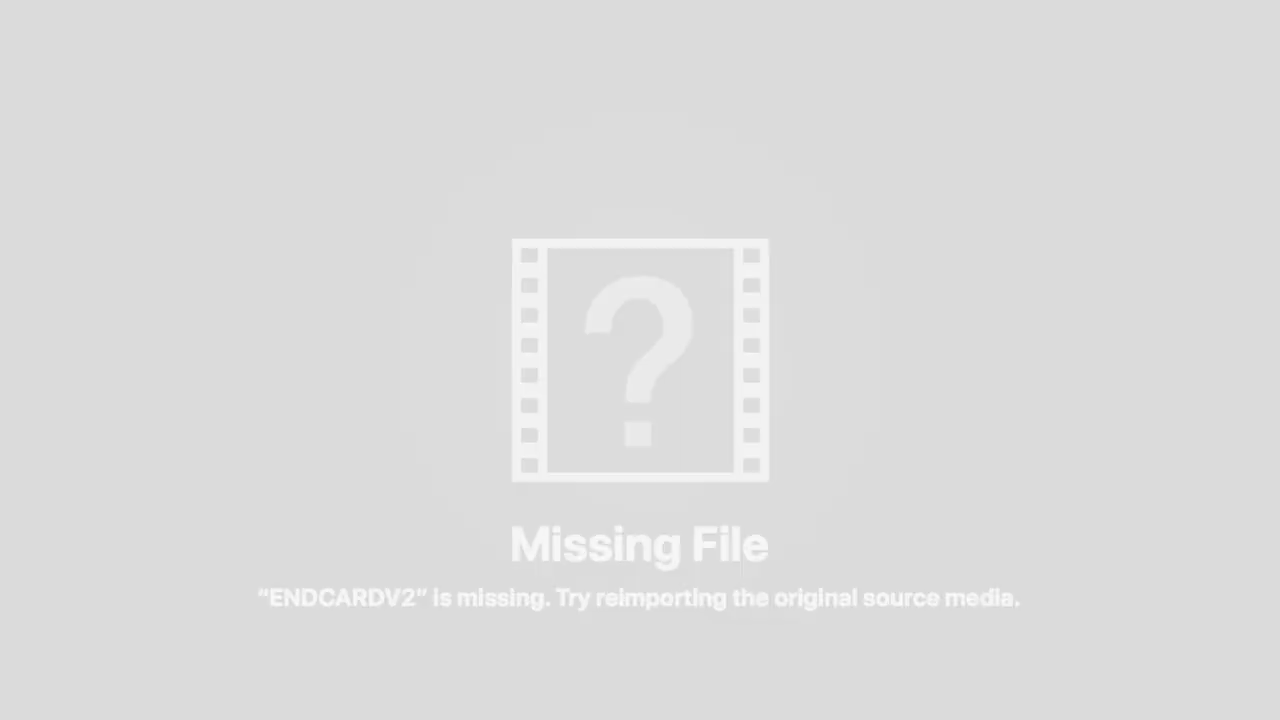 ?
Missing File
“ENDCARDV2” is missing. Try reimporting the original source media.